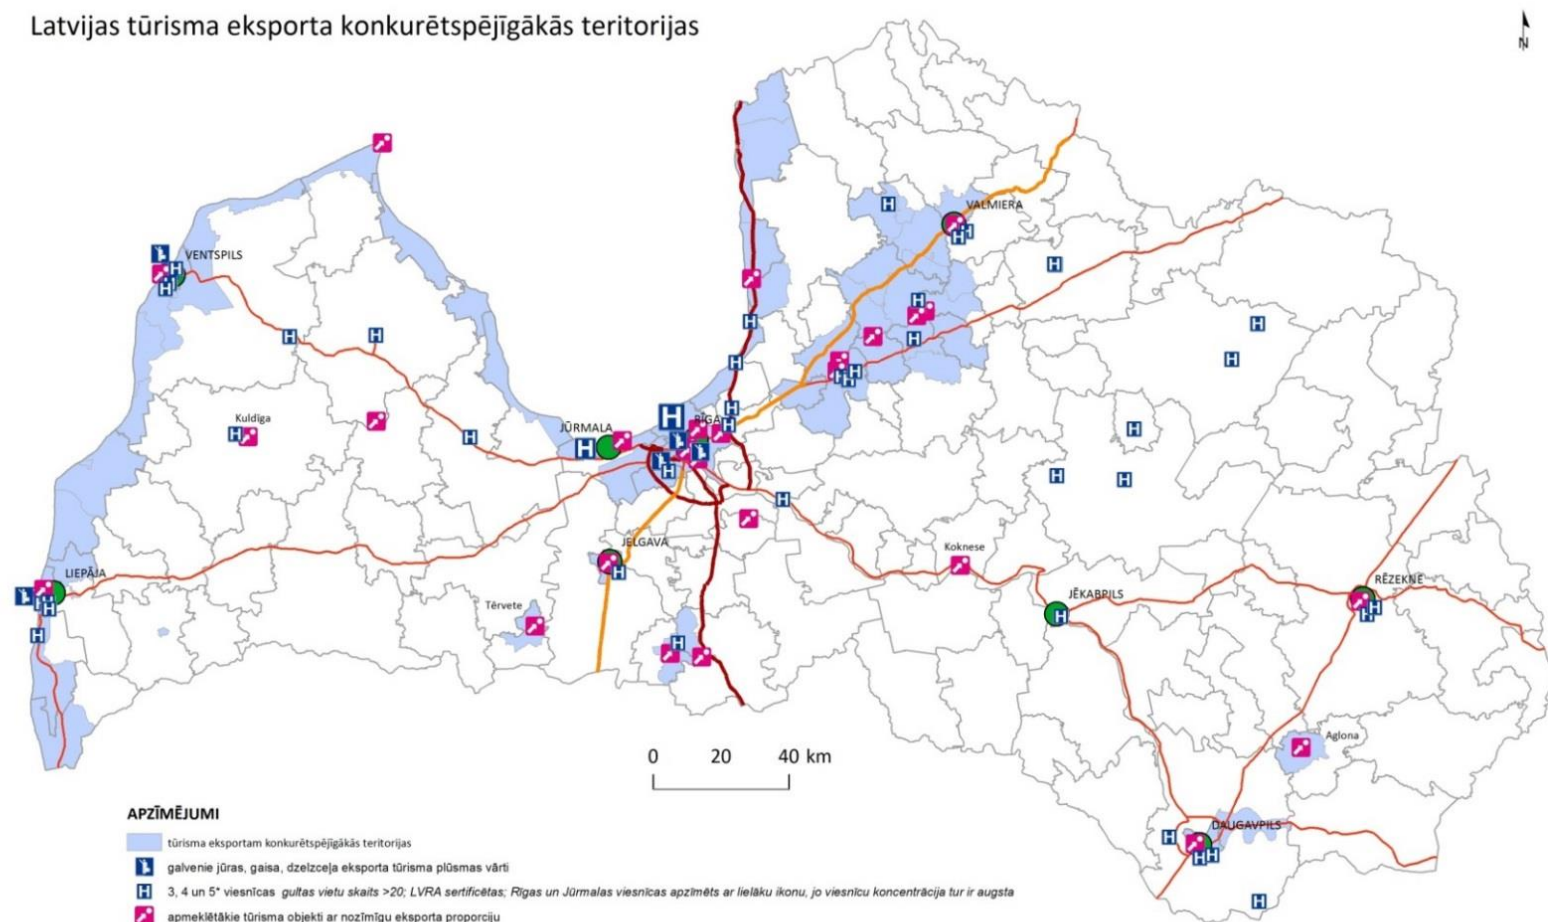 Latvijas tūrisma eksporta konkurētspējīgākās teritorijas
N
VALMIERA
VENTSPILS
Kuldīga
JŪRMALA
RĪGA
JELGAVA
Koknese
LIEPĀJA
RĒZEKNE
JĒKABPILS
Tērvete
Aglona
0 20 40 km
DAUGAVPILS
APZĪMĒJUMI
tūrisma eksportam konkurētspējīgākās teritorijas
galvenie jūras, gaisa, dzelzceļa eksporta tūrisma plūsmas vārti
H 3, 4 un 5* viesnīcas gultas vietu skaits >20; LVRA sertificētas; Rīgas un Jūrmalas viesnīcas apzīmēts ar lielāku ikonu, jo viesnīcu koncentrācija tur ir augsta
apmeklētākie tūrisma objekti ar nozīmīgu eksporta proporciju